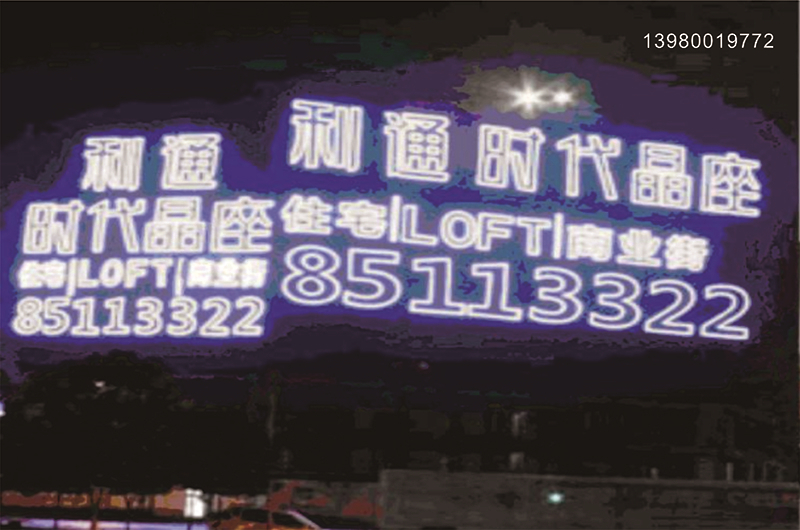 13980019772
利通
时代晶座
住宅|LOFT|商业街
85113322
利通时代晶座
住宅|LOFT|商业街
85113322